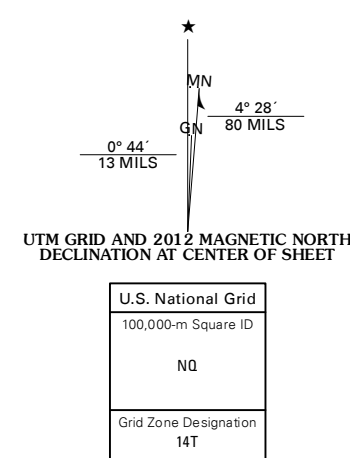 ★
MN
GN
4° 28´
80 MILS
0° 44´
13 MILS
UTM GRID AND 2012 MAGNETIC NORTH
DECLINATION AT CENTER OF SHEET
U.S. National Grid
100,000-m Square ID
NQ
Grid Zone Designation
14T